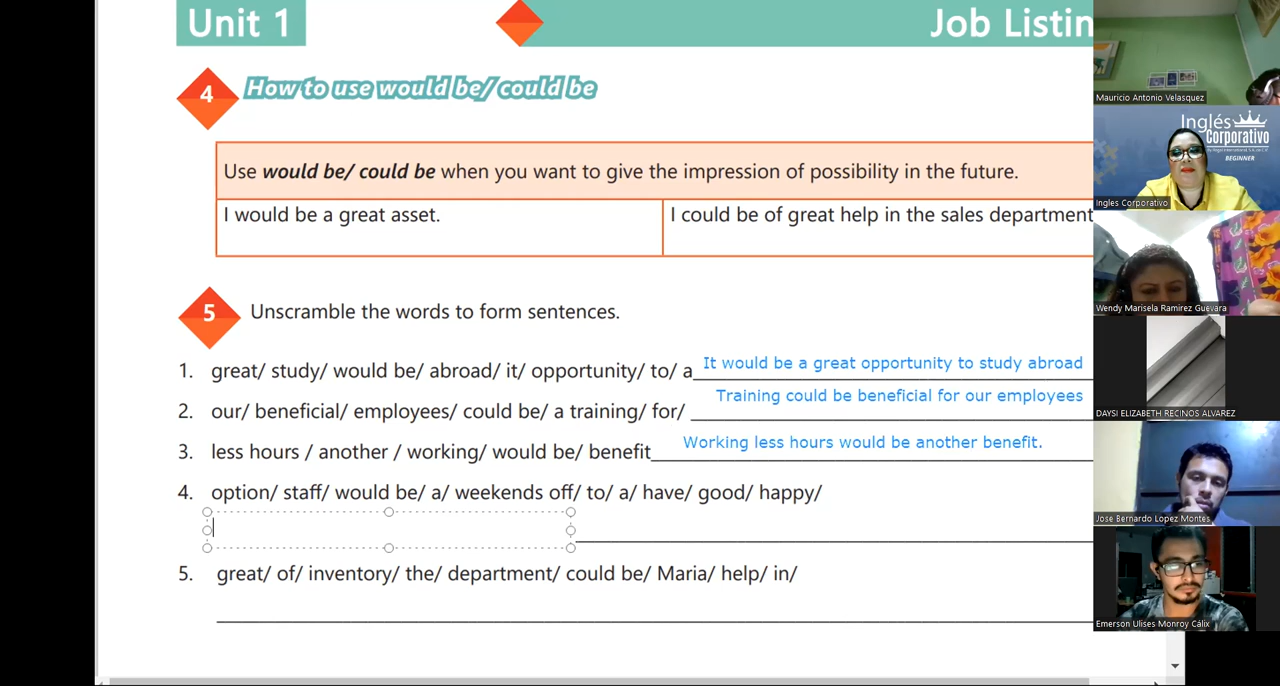 Unit 1
Job Listin
4 How to use would be/ could be
Use would be/ could be when you want to give the impression of possibility in the future.
I would be a great asset.
I could be of great help in the sales department
5 Unscramble the words to form sentences.
1. great/ study/ would be/ abroad/ it/ opportunity/ to/ a It would be a great opportunity to study abroad
2. our/ beneficial/ employees/ could be/ a training/ for/ Training could be beneficial for our employees
3. less hours / another / working/ would be/ benefit Working less hours would be another benefit.
4. option/ staff/ would be/ a/ weekends off/ to/ a/ have/ good/ happy/
5. great/ of/ inventory/ the/ department/ could be/ Maria/ help/ in/
Mauricio Antonio Velasquez
Inglés
Corporativo
BEGINNER
Ingles Corporativo
Wendy Marisela Ramirez Guevara
DAYSI ELIZABETH RECINOS ALVAREZ
Jose Bernardo Lopez Montes
Emerson Ulises Monroy Cálix